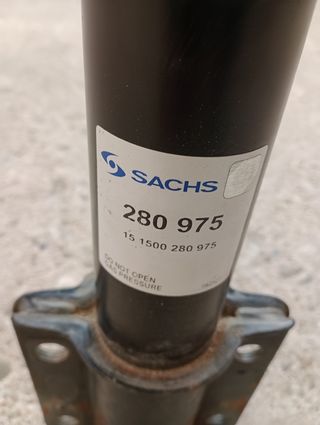 SACHS
280 975
15 1500 280 975
DO NOT OPEN
GAS PRESSURE